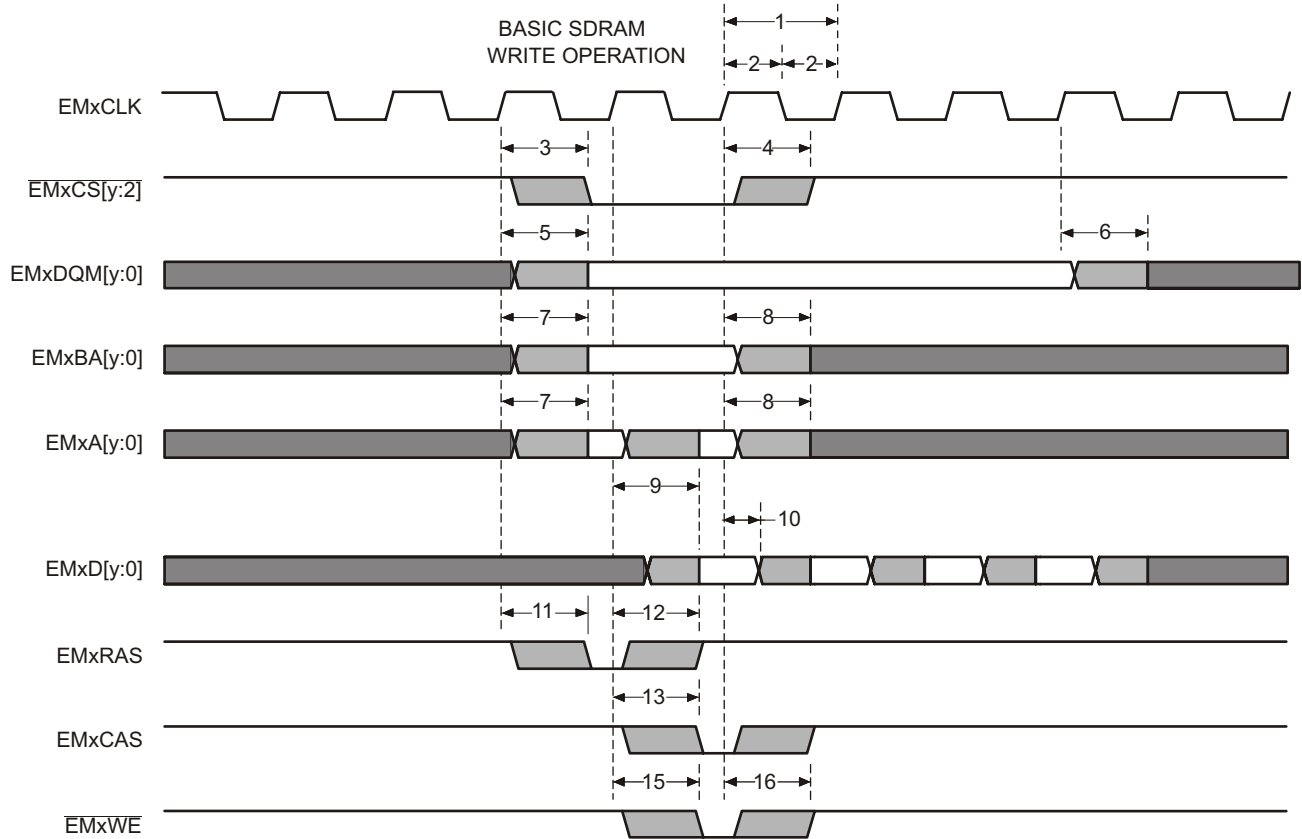 BASIC SDRAM
WRITE OPERATION
1
2 2
EMxCLK
3 4
EMxCS[y:2]
5 6
EMxDQM[y:0]
7 8
EMxBA[y:0]
7 8
EMxA[y:0]
9
10
EMxD[y:0]
11 12
EMxRAS
13
EMxCAS
15 16
EMxWE